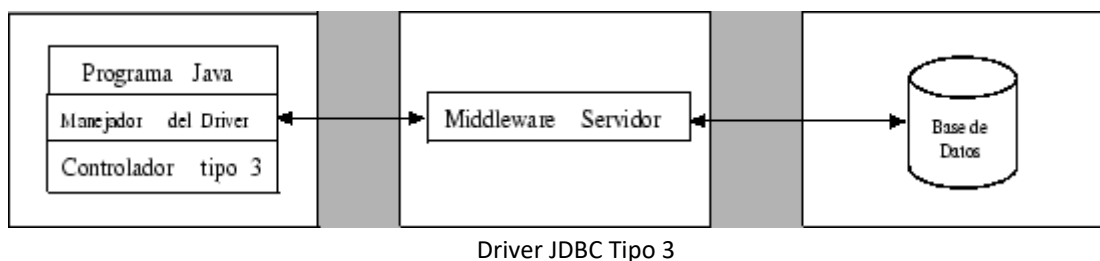 Programa Java
Manejador del Driver
Controlador tipo 3
Middleware Servidor
Base de
Datos
Driver JDBC Tipo 3